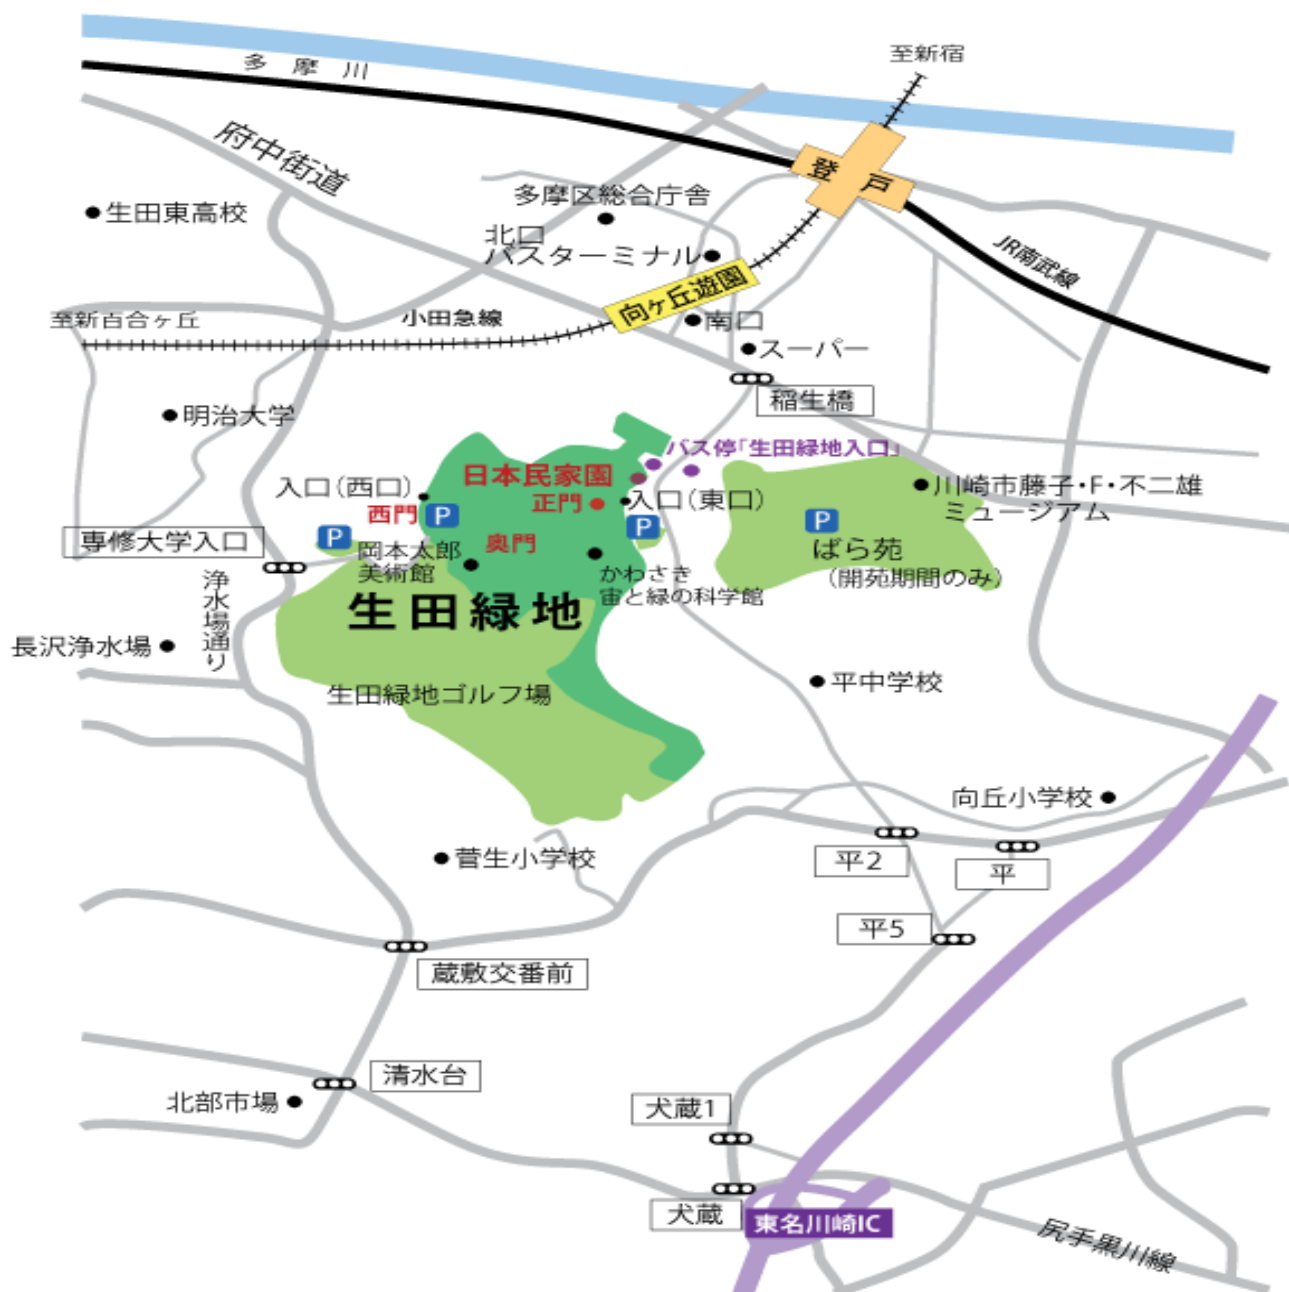 至新宿
多摩川
府中街道
登戸
多摩区総合庁舎
生田東高校
北口
バスターミナル
JR南武線
向ヶ丘遊園
至新百合ヶ丘
小田急線
南口
スーパー
稲生橋
明治大学
バス停「生田緑地入口」
日本民家園
入口(西口)
正門
入口(東口)
川崎市藤子・F・不二雄
ミュージアム
西門
P
P
P
P
専修大学入口
奥門
岡本太郎
美術館
ばら苑
(開苑期間のみ)
かわさき
宙と緑の科学館
浄水場通り
生田緑地
長沢浄水場
平中学校
生田緑地ゴルフ場
向丘小学校
菅生小学校
平2
平
平5
蔵敷交番前
清水台
北部市場
犬蔵1
犬蔵
東名川崎IC
尻手黒川線